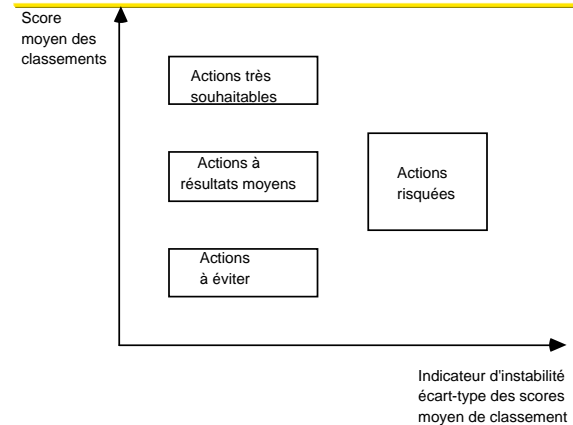 Score
moyen des
classements
Actions très
souhaitables
Actions à
résultats moyens
Actions
risquées
Actions
à éviter
Indicateur d'instabilité
écart-type des scores
moyen de classement